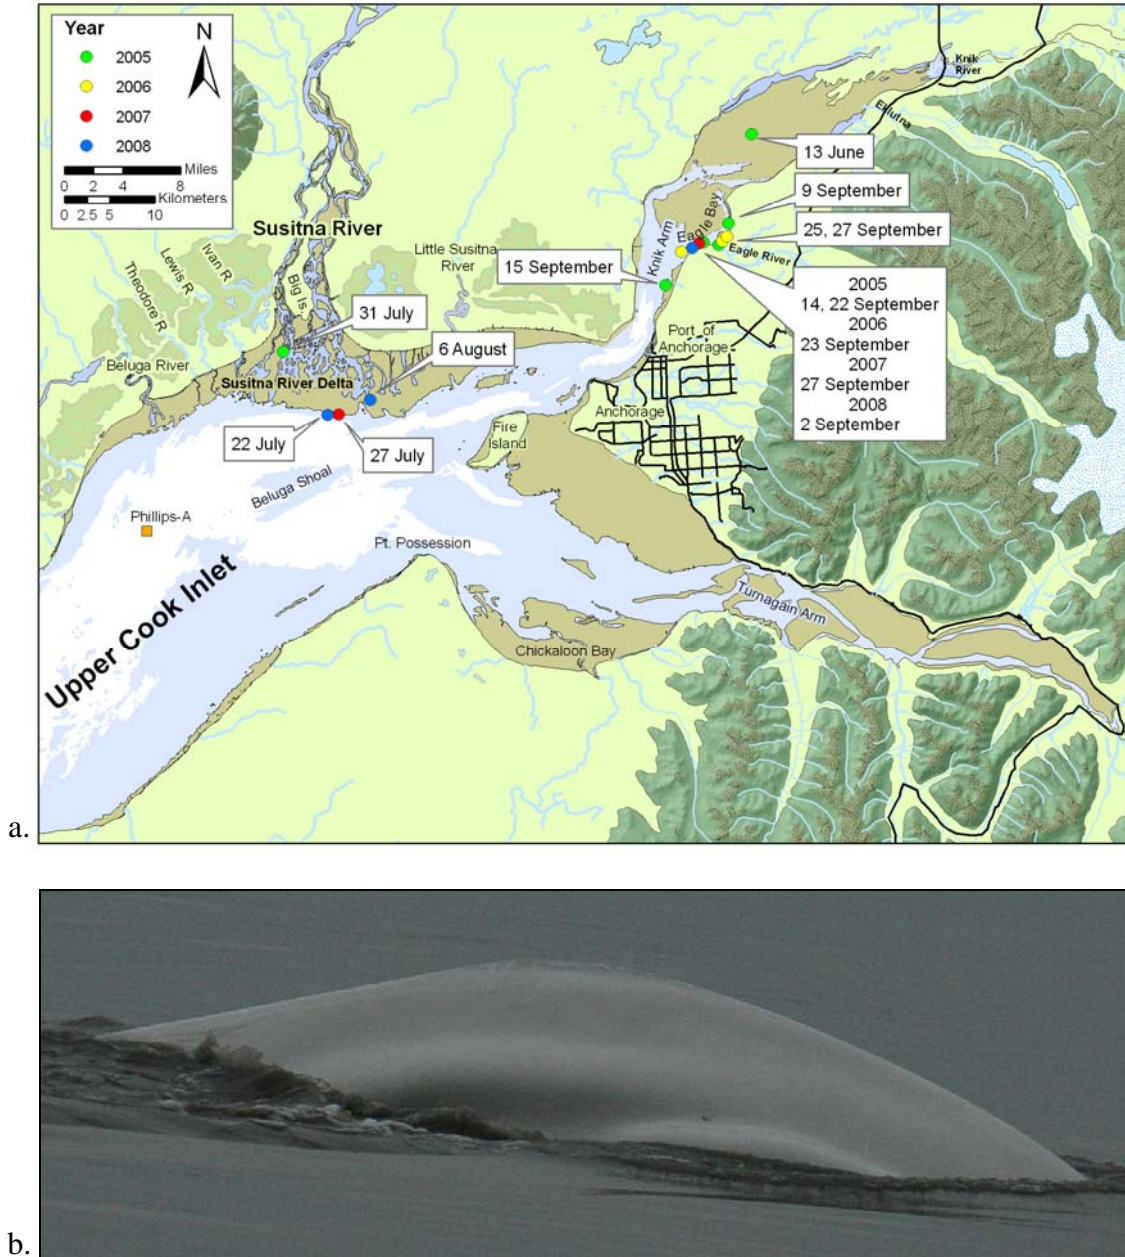 Year
N
2005
2006
2007
2008
Miles
0 2 4 8
Kilometers
0 2.5 5 10
Knik
River
Eklutna
13 June
9 September
Susitna River
Eagle Bay
25, 27 September
Eagle River
Little Susitna
River
Knik Arm
15 September
Ivan R
Lewis R
Theodore R
Big Is.
2005
14, 22 September
2006
23 September
2007
27 September
2008
2 September
31 July
Port of
Anchorage
6 August
Beluga River
Susitna River Delta
Anchorage
Fire
Island
22 July
27 July
Beluga Shoal
Phillips-A
Pt. Possession
Upper Cook Inlet
Turnagain Arm
Chickaloon Bay
a.
b.